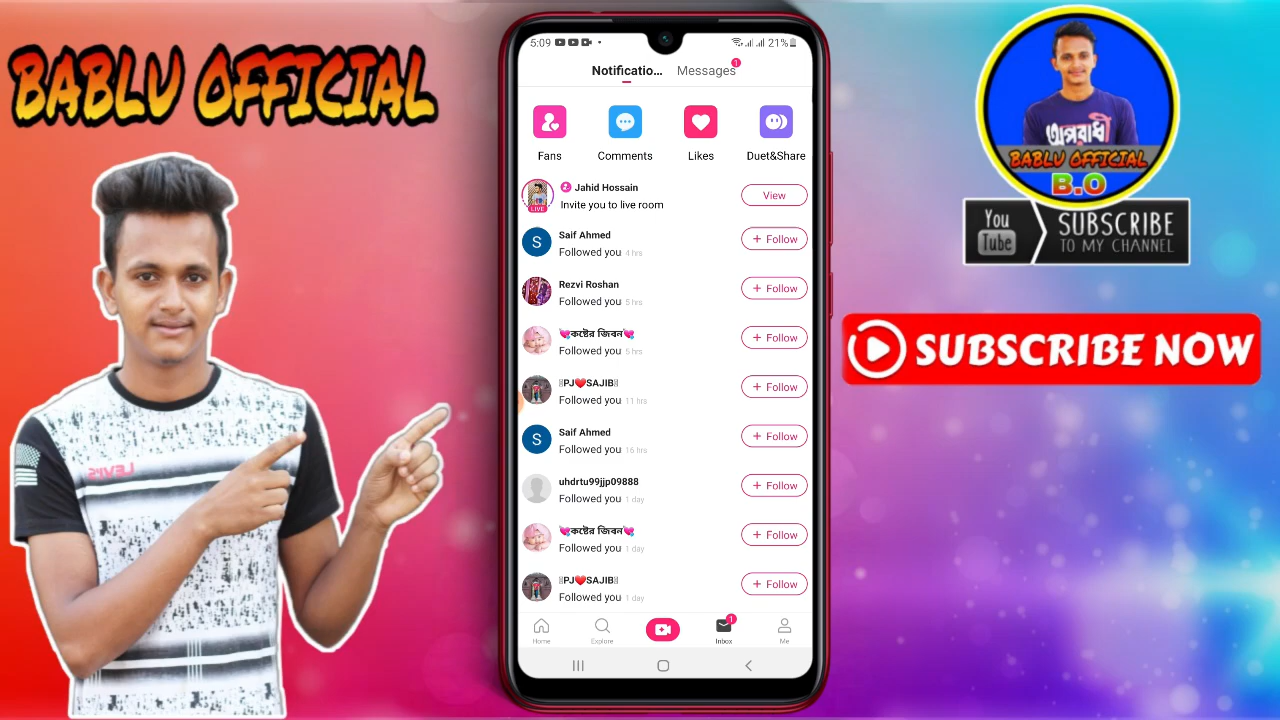 BABLU OFFICIAL
LEVI'S
5:09
21%
Notificatio...
Messages
1
Fans
Comments
Likes
Duet&Share
Jahid Hossain
LIVE
Invite you to live room
View
S
Saif Ahmed
Followed you 4 hrs
+ Follow
Rezvi Roshan
Followed you 5 hrs
+ Follow
💘কষ্টের জিবন💘
Followed you 5 hrs
+ Follow
PJ❤️SAJIB
Followed you 11 hrs
+ Follow
S
Saif Ahmed
Followed you 16 hrs
+ Follow
uhdrtu99jjp09888
Followed you 1 day
+ Follow
💘কষ্টের জিবন💘
Followed you 1 day
+ Follow
PJ❤️SAJIB
Followed you 1 day
+ Follow
Home
Explore
1
Inbox
Me
অপরাধী
BABLU OFFICIAL
B.O
You Tube
SUBSCRIBE
TO MY CHANNEL
SUBSCRIBE NOW